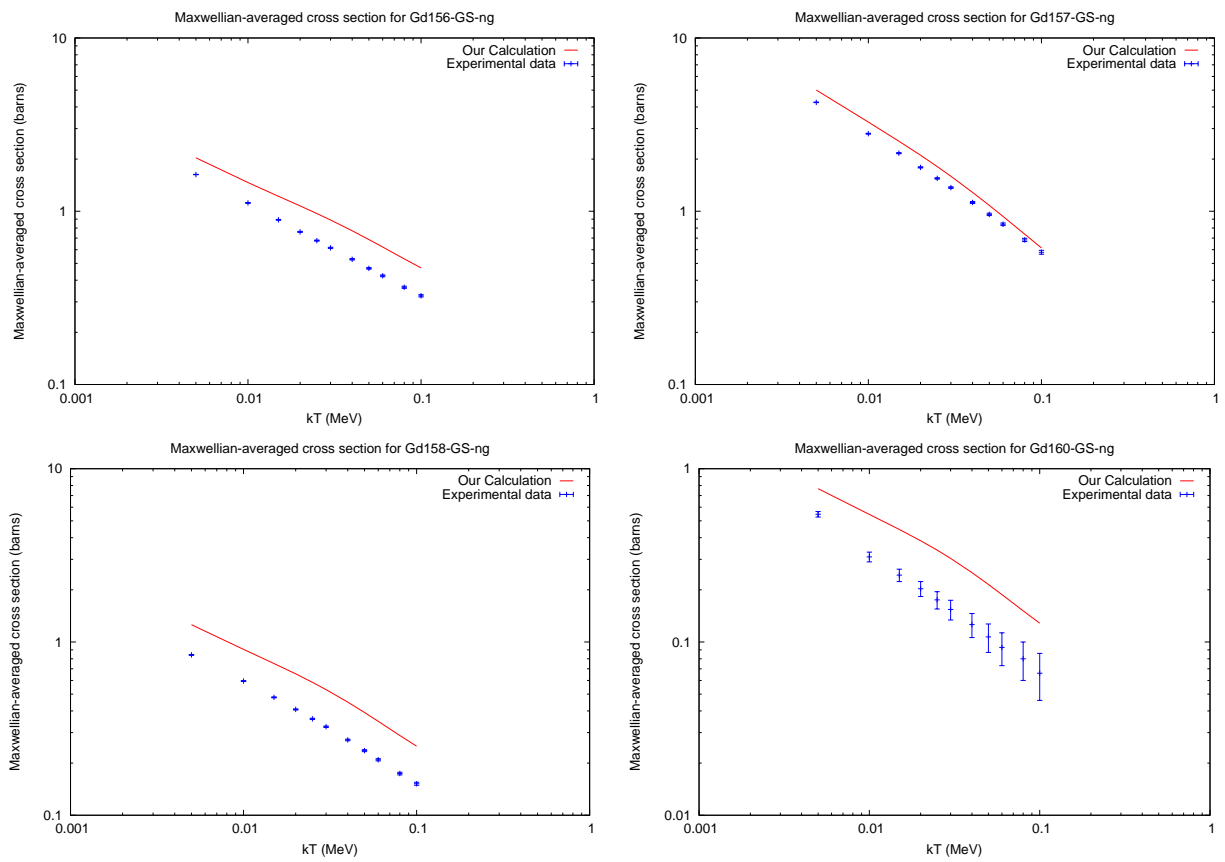 Maxwellian-averaged cross section for Gd156-GS-ng
Our Calculation
Experimental data
Maxwellian-averaged cross section (barns)
10
1
0.1
0.001
0.01
0.1
1
kT (MeV)
Maxwellian-averaged cross section for Gd157-GS-ng
Our Calculation
Experimental data
Maxwellian-averaged cross section (barns)
10
1
0.1
0.001
0.01
0.1
1
kT (MeV)
Maxwellian-averaged cross section for Gd158-GS-ng
Our Calculation
Experimental data
Maxwellian-averaged cross section (barns)
10
1
0.1
0.001
0.01
0.1
1
kT (MeV)
Maxwellian-averaged cross section for Gd160-GS-ng
Our Calculation
Experimental data
Maxwellian-averaged cross section (barns)
1
0.1
0.01
0.001
0.01
0.1
1
kT (MeV)